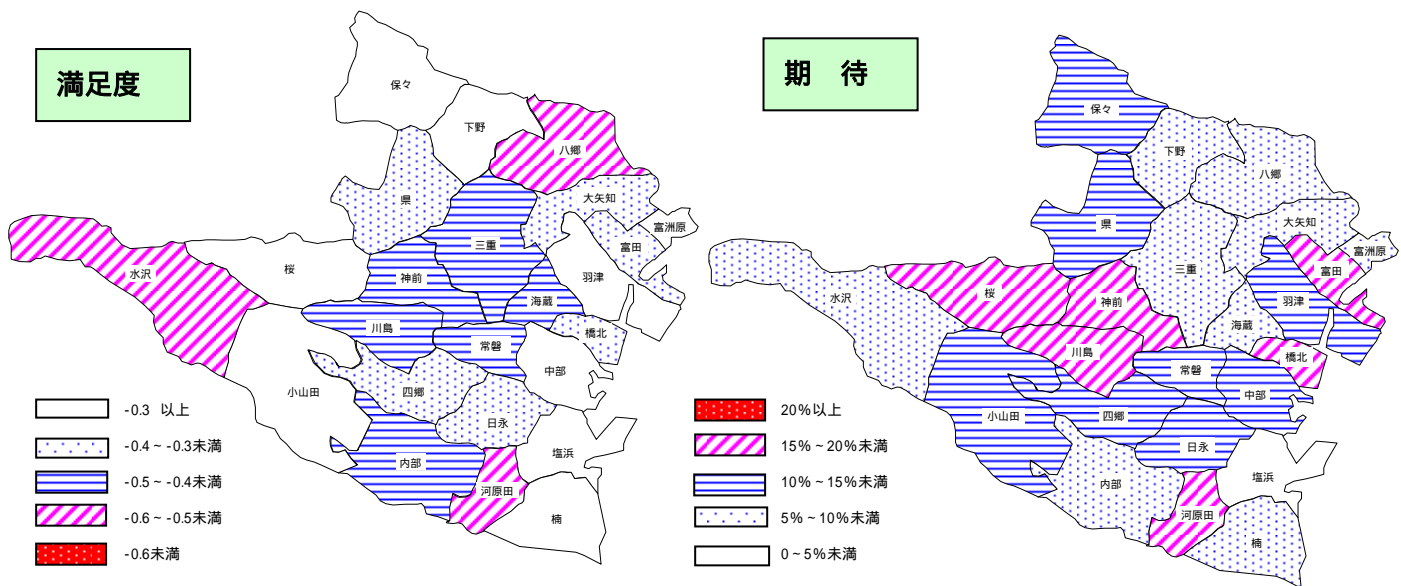 満足度
保々
下野
八郷
県
大矢知
富洲原
富田
三重
羽津
桜
水沢
神前
海蔵
川島
橋北
常磐
中部
四郷
小山田
日永
塩浜
内部
河原田
楠
-0.3 以上
-0.4～-0.3未満
-0.5～-0.4未満
-0.6～-0.5未満
-0.6未満
期 待
保々
下野
八郷
県
大矢知
富洲原
富田
三重
羽津
桜
水沢
神前
海蔵
川島
橋北
常磐
中部
四郷
小山田
日永
塩浜
内部
河原田
楠
20%以上
15%～20%未満
10%～15%未満
5%～10%未満
0～5%未満